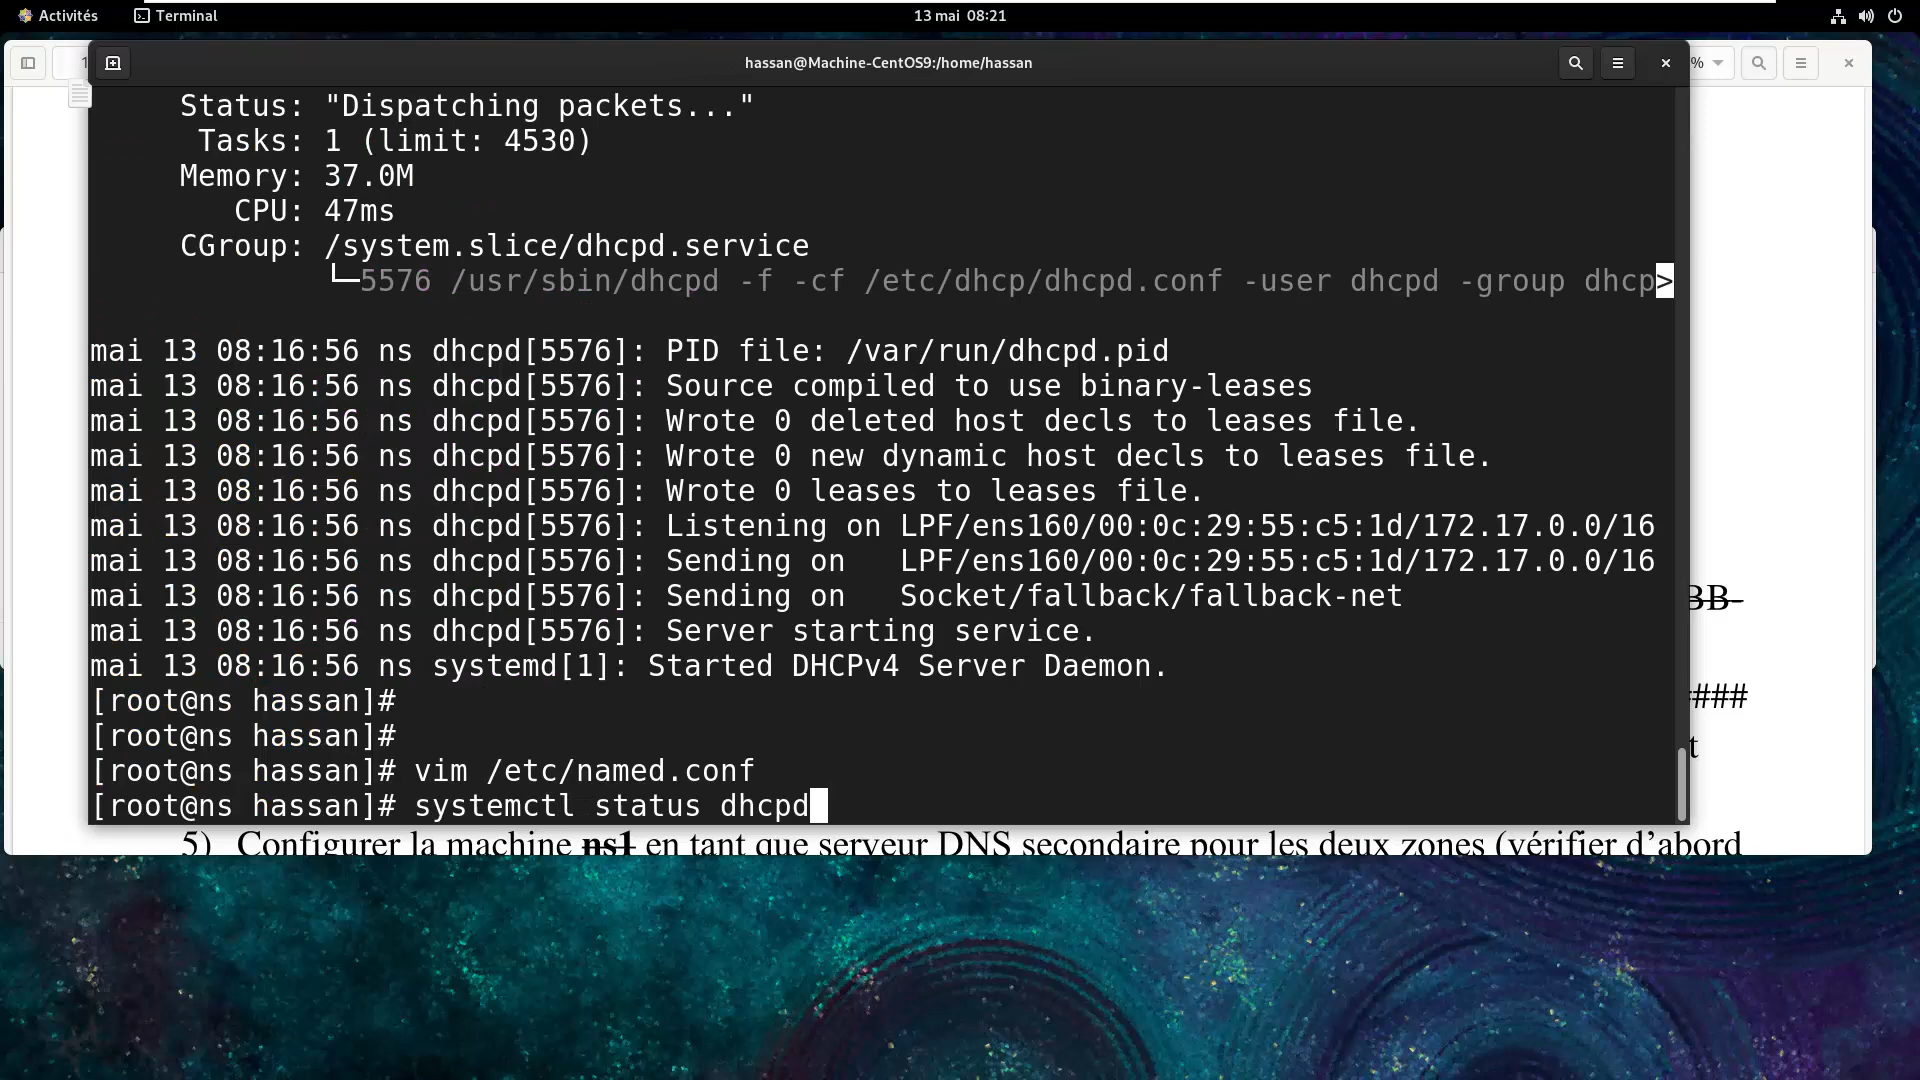 Activités Terminal 13 mai 08:21
1 hassan@Machine-CentOS9:/home/hassan %
Status: "Dispatching packets..."
Tasks: 1 (limit: 4530)
Memory: 37.0M
CPU: 47ms
CGroup: /system.slice/dhcpd.service
└─5576 /usr/sbin/dhcpd -f -cf /etc/dhcp/dhcpd.conf -user dhcpd -group dhcp>
mai 13 08:16:56 ns dhcpd[5576]: PID file: /var/run/dhcpd.pid
mai 13 08:16:56 ns dhcpd[5576]: Source compiled to use binary-leases
mai 13 08:16:56 ns dhcpd[5576]: Wrote 0 deleted host decls to leases file.
mai 13 08:16:56 ns dhcpd[5576]: Wrote 0 new dynamic host decls to leases file.
mai 13 08:16:56 ns dhcpd[5576]: Wrote 0 leases to leases file.
mai 13 08:16:56 ns dhcpd[5576]: Listening on LPF/ens160/00:0c:29:55:c5:1d/172.17.0.0/16
mai 13 08:16:56 ns dhcpd[5576]: Sending on   LPF/ens160/00:0c:29:55:c5:1d/172.17.0.0/16
mai 13 08:16:56 ns dhcpd[5576]: Sending on   Socket/fallback/fallback-net
mai 13 08:16:56 ns dhcpd[5576]: Server starting service.
mai 13 08:16:56 ns systemd[1]: Started DHCPv4 Server Daemon.
[root@ns hassan]#
[root@ns hassan]#
[root@ns hassan]# vim /etc/named.conf
[root@ns hassan]# systemctl status dhcpd
BB-
####
t
5) Configurer la machine ns1 en tant que serveur DNS secondaire pour les deux zones (vérifier d'abord